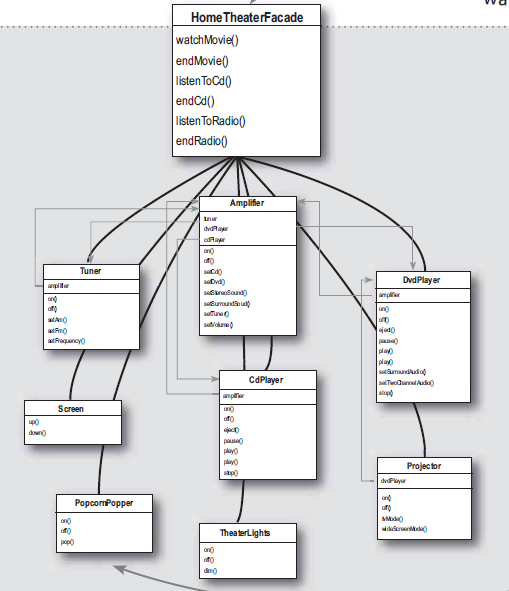 wa
HomeTheaterFacade
watchMovie()
endMovie()
listenToCd()
endCd()
listenToRadio()
endRadio()
Amplifier
tuner
dvdPlayer
cdPlayer
on()
off()
setCd()
setDvd()
setStereoSound()
setSurroundSoud()
setTuner()
setVolume()
Tuner
amplifier
on()
off()
setAm()
setFm()
setFrequency()
DvdPlayer
amplifier
on()
off()
eject()
pause()
play()
play()
setSurroundAudio()
setTwoChannelAudio()
stop()
CdPlayer
amplifier
on()
off()
eject()
pause()
play()
play()
stop()
Screen
up()
down()
Projector
dvdPlayer
on()
off()
tvMode()
wideScreenMode()
PopcornPopper
on()
off()
pop()
TheaterLights
on()
off()
dim()